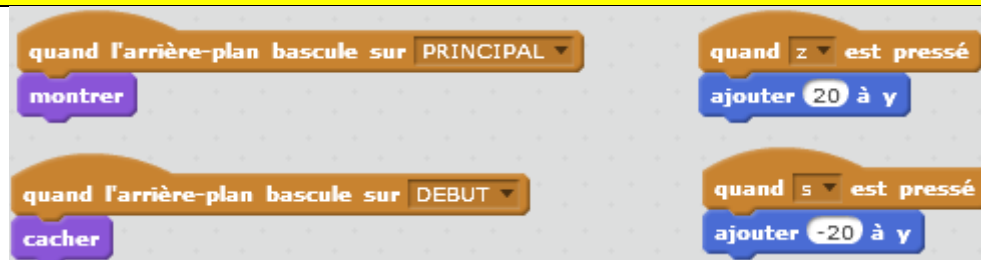 quand l'arrière-plan bascule sur PRINCIPAL
montrer
quand z est pressé
ajouter 20 à y
quand l'arrière-plan bascule sur DEBUT
cacher
quand s est pressé
ajouter -20 à y